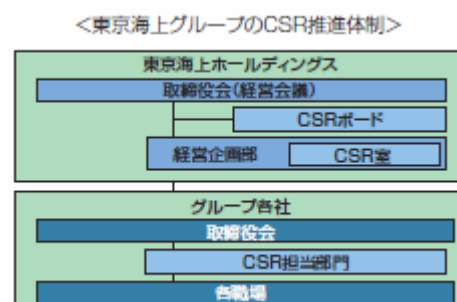 ＜東京海上グループのCSR推進体制＞
東京海上ホールディングス
取締役会(経営会議)
CSRボード
経営企画部
CSR室
グループ各社
取締役会
CSR担当部門
各職場